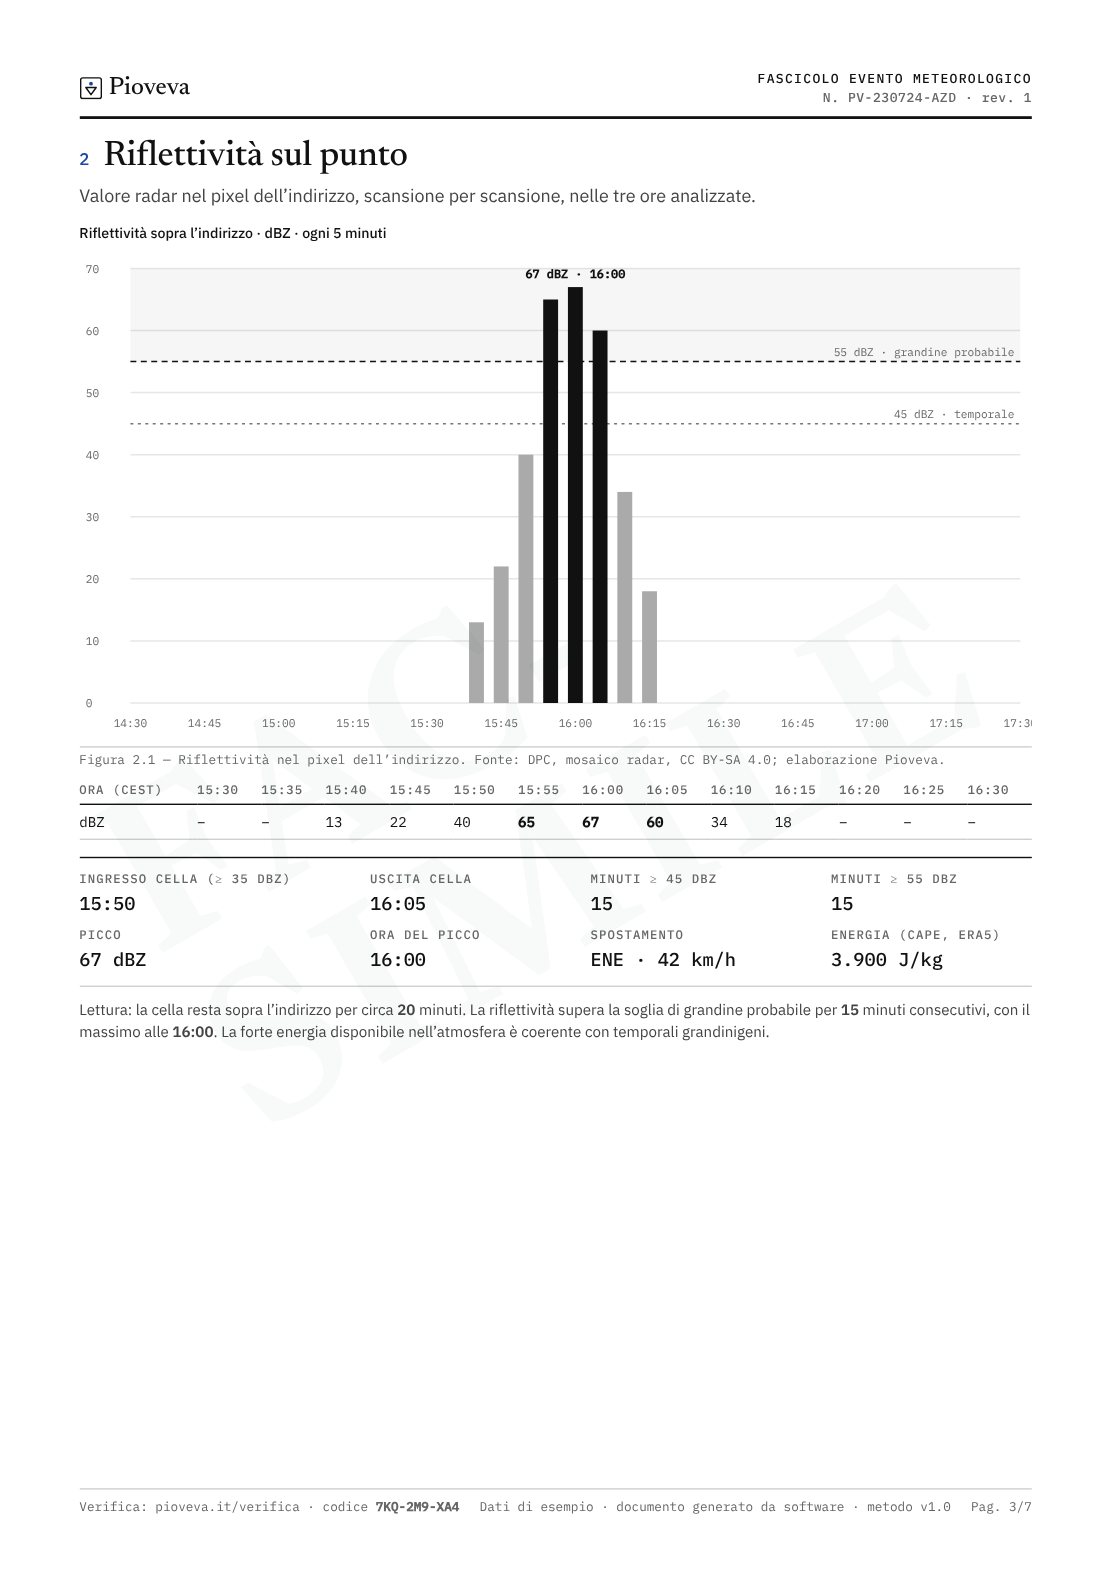 Pioveva
FASCICOLO EVENTO METEOROLOGICO
N. PV-230724-AZD · rev. 1
2 Riflettività sul punto
Valore radar nel pixel dell’indirizzo, scansione per scansione, nelle tre ore analizzate.
Riflettività sopra l’indirizzo · dBZ · ogni 5 minuti
70
67 dBZ · 16:00
60
55 dBZ · grandine probabile
50
45 dBZ · temporale
40
30
20
10
0
14:30 14:45 15:00 15:15 15:30 15:45 16:00 16:15 16:30 16:45 17:00 17:15 17:30
Figura 2.1 — Riflettività nel pixel dell’indirizzo. Fonte: DPC, mosaico radar, CC BY-SA 4.0; elaborazione Pioveva.
ORA (CEST) 15:30 15:35 15:40 15:45 15:50 15:55 16:00 16:05 16:10 16:15 16:20 16:25 16:30
dBZ – – 13 22 40 65 67 60 34 18 – – –
INGRESSO CELLA (≥ 35 DBZ) USCITA CELLA MINUTI ≥ 45 DBZ MINUTI ≥ 55 DBZ
15:50 16:05 15 15
PICCO ORA DEL PICCO SPOSTAMENTO ENERGIA (CAPE, ERA5)
67 dBZ 16:00 ENE · 42 km/h 3.900 J/kg
Lettura: la cella resta sopra l’indirizzo per circa 20 minuti. La riflettività supera la soglia di grandine probabile per 15 minuti consecutivi, con il
massimo alle 16:00. La forte energia disponibile nell’atmosfera è coerente con temporali grandinigeni.
FAC-
SIMILE
Verifica: pioveva.it/verifica · codice 7KQ-2M9-XA4 Dati di esempio · documento generato da software · metodo v1.0 Pag. 3/7